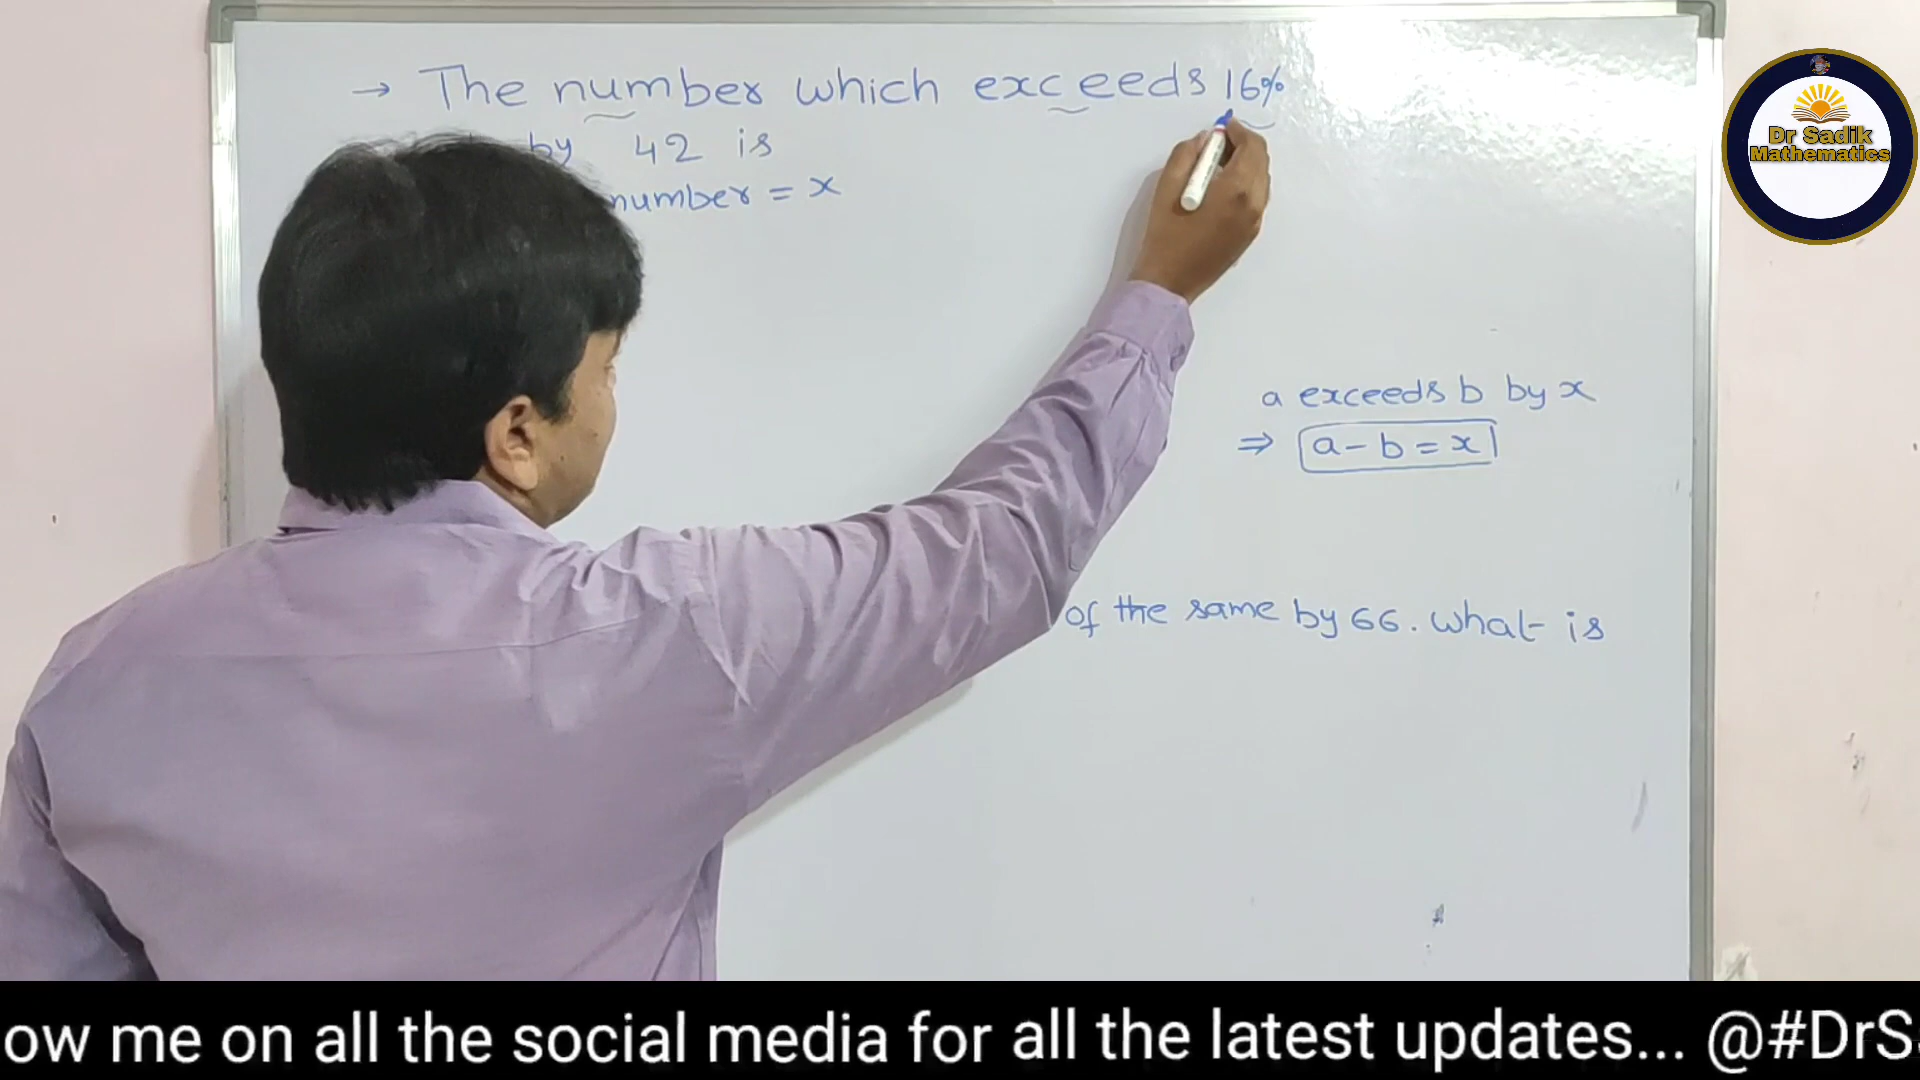 → The number which exceeds 16%
by 42 is
number = x
a exceeds b by x
⇒ a - b = x
of the same by 66. What is
Dr Sadik
Mathematics
ow me on all the social media for all the latest updates... @#DrS